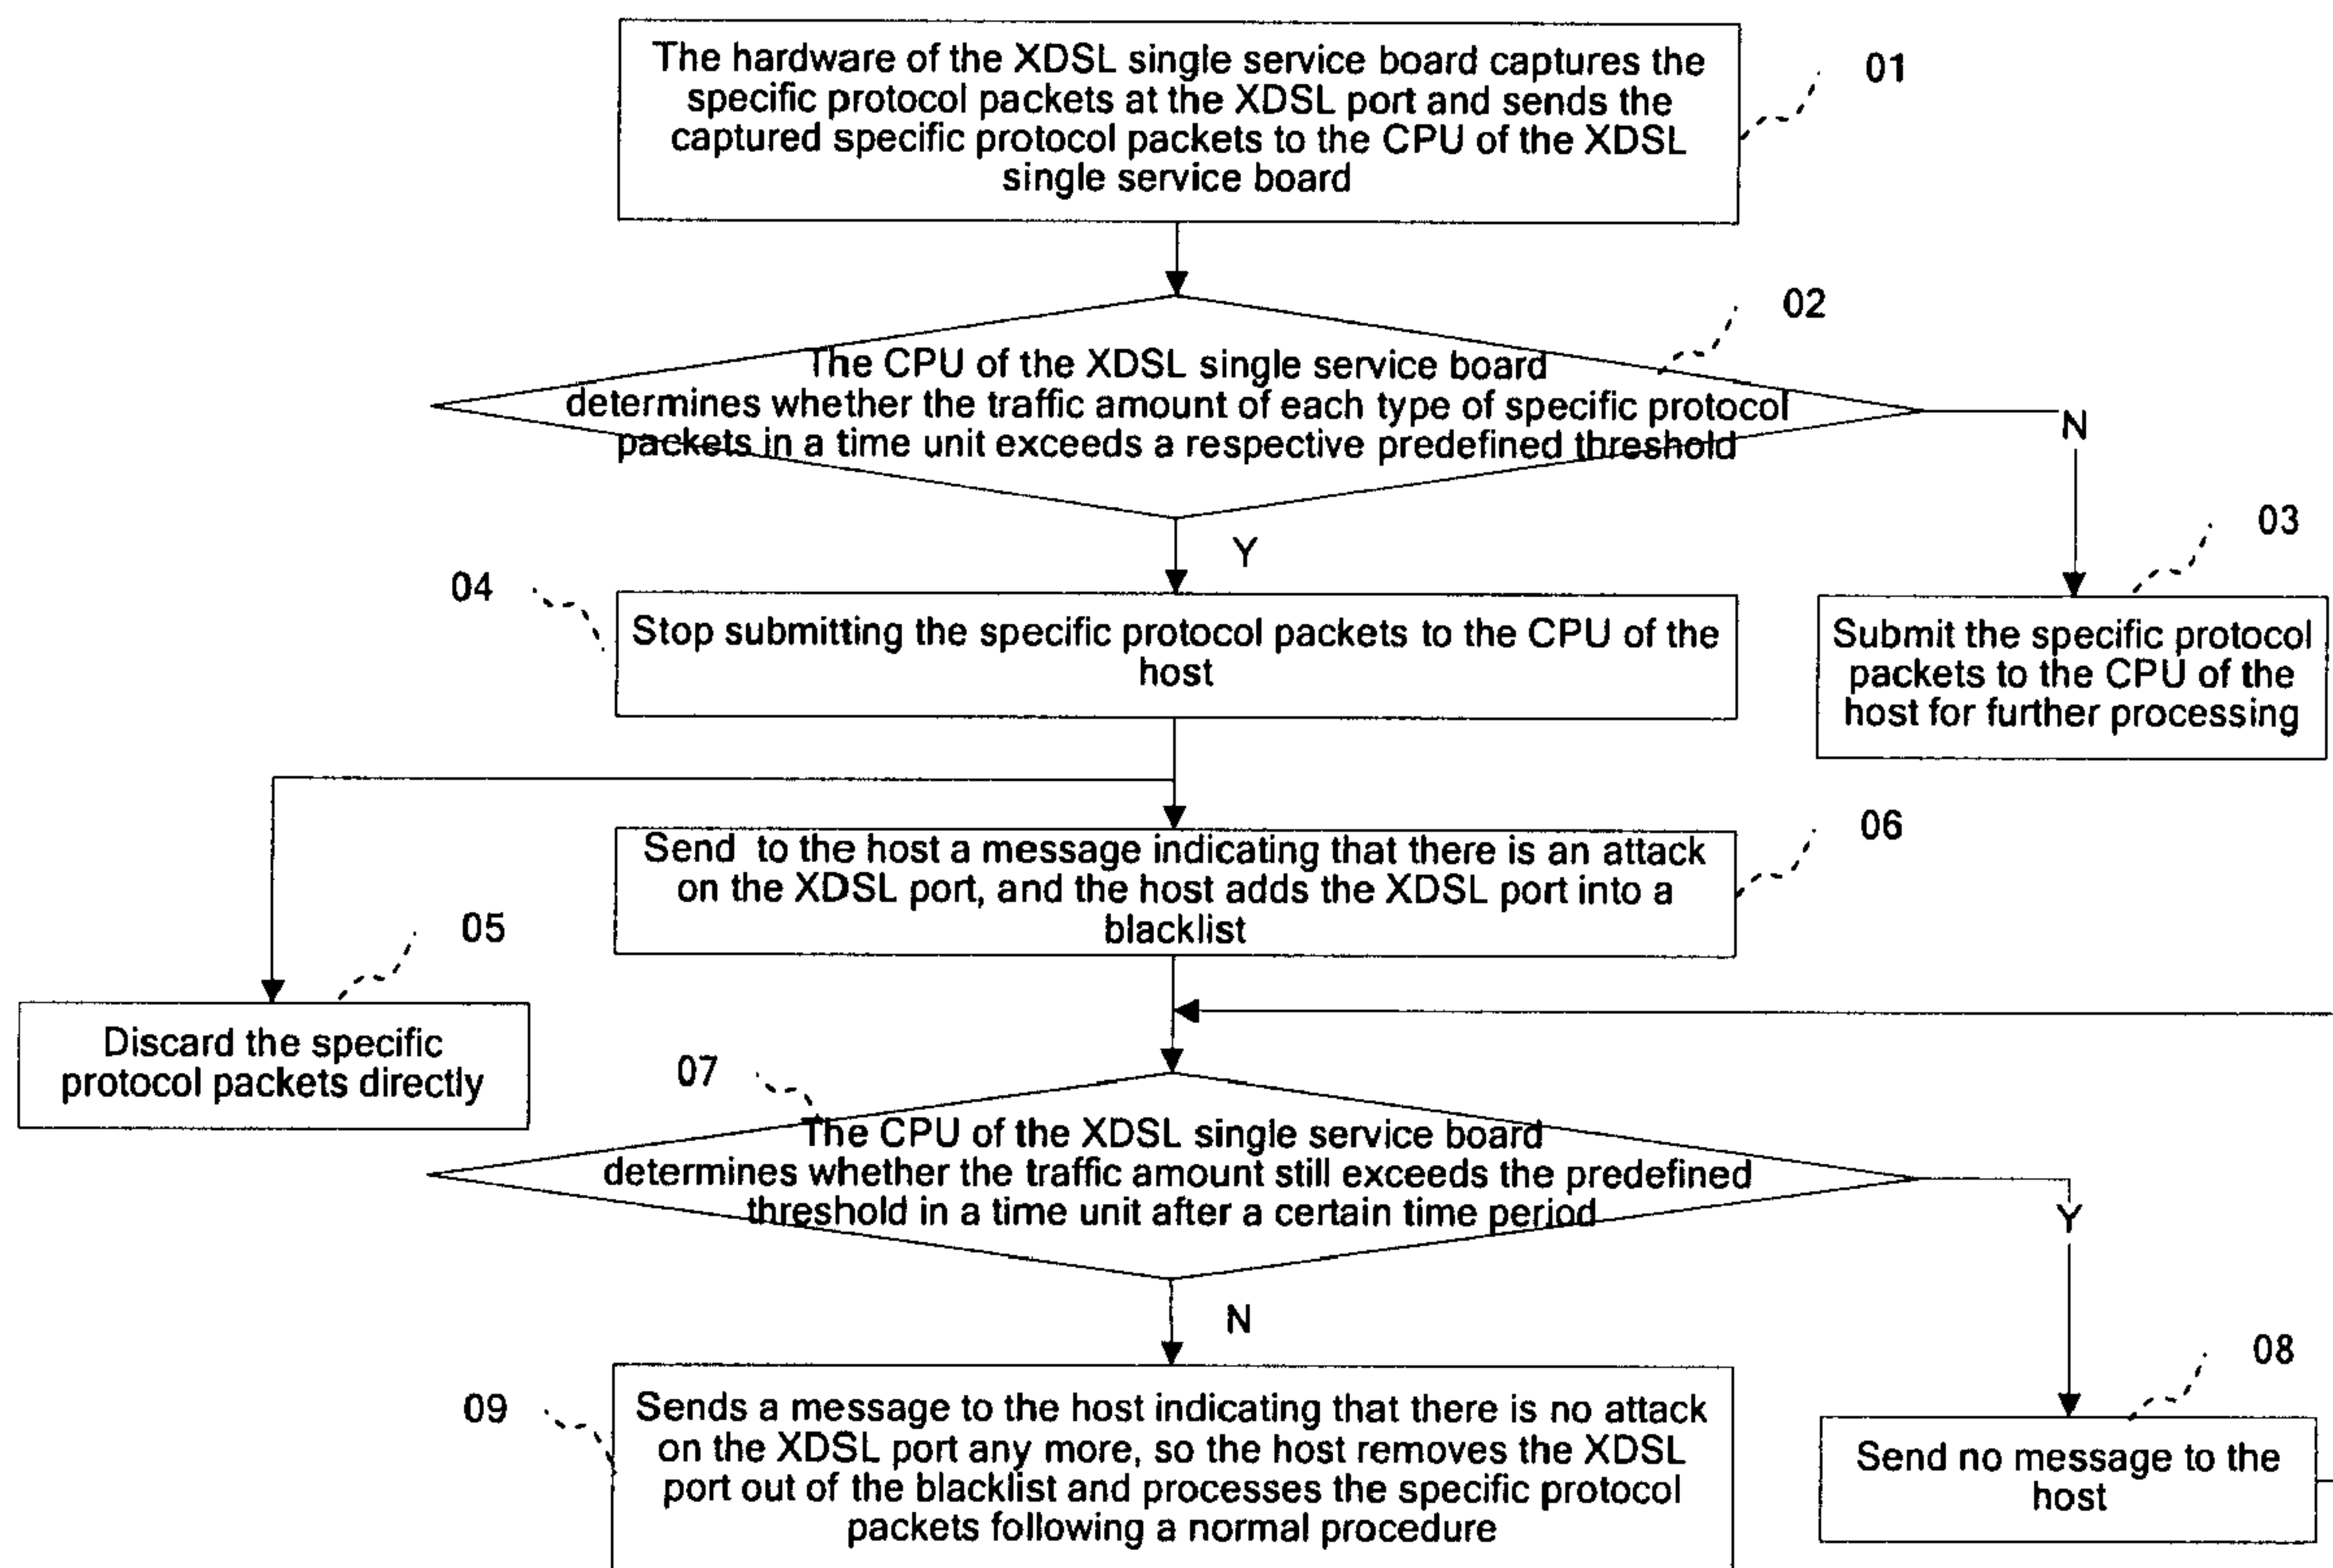 The hardware of the XDSL single service board captures the
specific protocol packets at the XDSL port and sends the
captured specific protocol packets to the CPU of the XDSL
single service board
01
02
The CPU of the XDSL single service board
determines whether the traffic amount of each type of specific protocol
packets in a time unit exceeds a respective predefined threshold
N
Y
03
04
Stop submitting the specific protocol packets to the CPU of the
host
Submit the specific protocol
packets to the CPU of the
host for further processing
06
Send to the host a message indicating that there is an attack
on the XDSL port, and the host adds the XDSL port into a
blacklist
05
Discard the specific
protocol packets directly
07
The CPU of the XDSL single service board
determines whether the traffic amount still exceeds the predefined
threshold in a time unit after a certain time period
Y
N
08
09
Sends a message to the host indicating that there is no attack
on the XDSL port any more, so the host removes the XDSL
port out of the blacklist and processes the specific protocol
packets following a normal procedure
Send no message to the
host